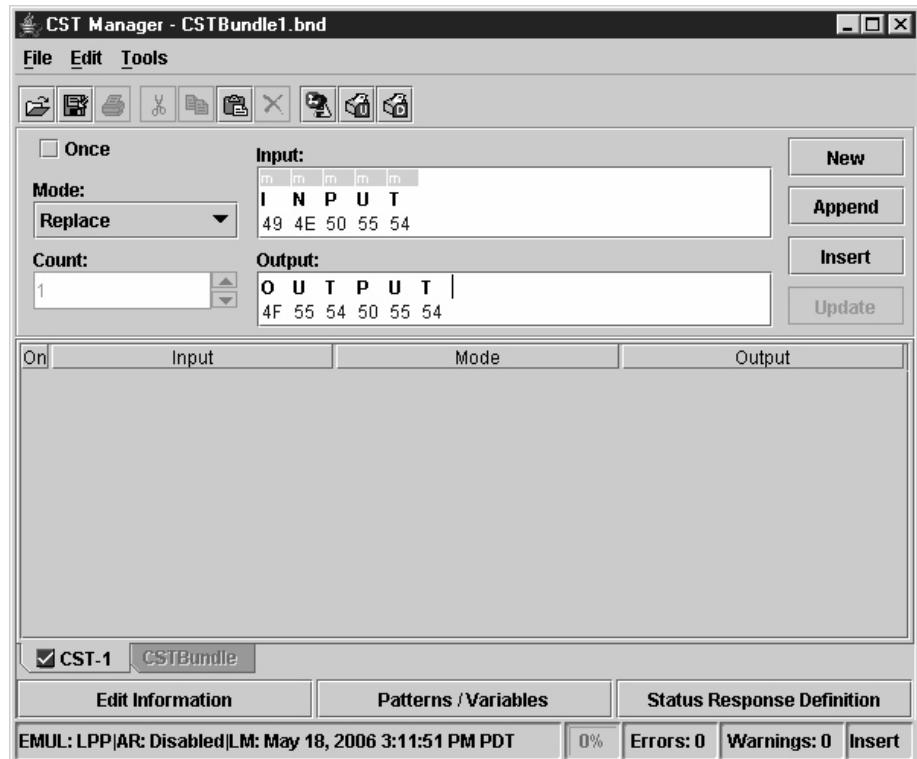 CST Manager - CSTBundle1.bnd
File Edit Tools
Once
Mode:
Replace
Count:
1
Input:
m m m m m
I N P U T
49 4E 50 55 54
Output:
O U T P U T
4F 55 54 50 55 54
New
Append
Insert
Update
On Input Mode Output
CST-1 CSTBundle
Edit Information Patterns / Variables Status Response Definition
EMUL: LPP|AR: Disabled|LM: May 18, 2006 3:11:51 PM PDT 0% Errors: 0 Warnings: 0 Insert